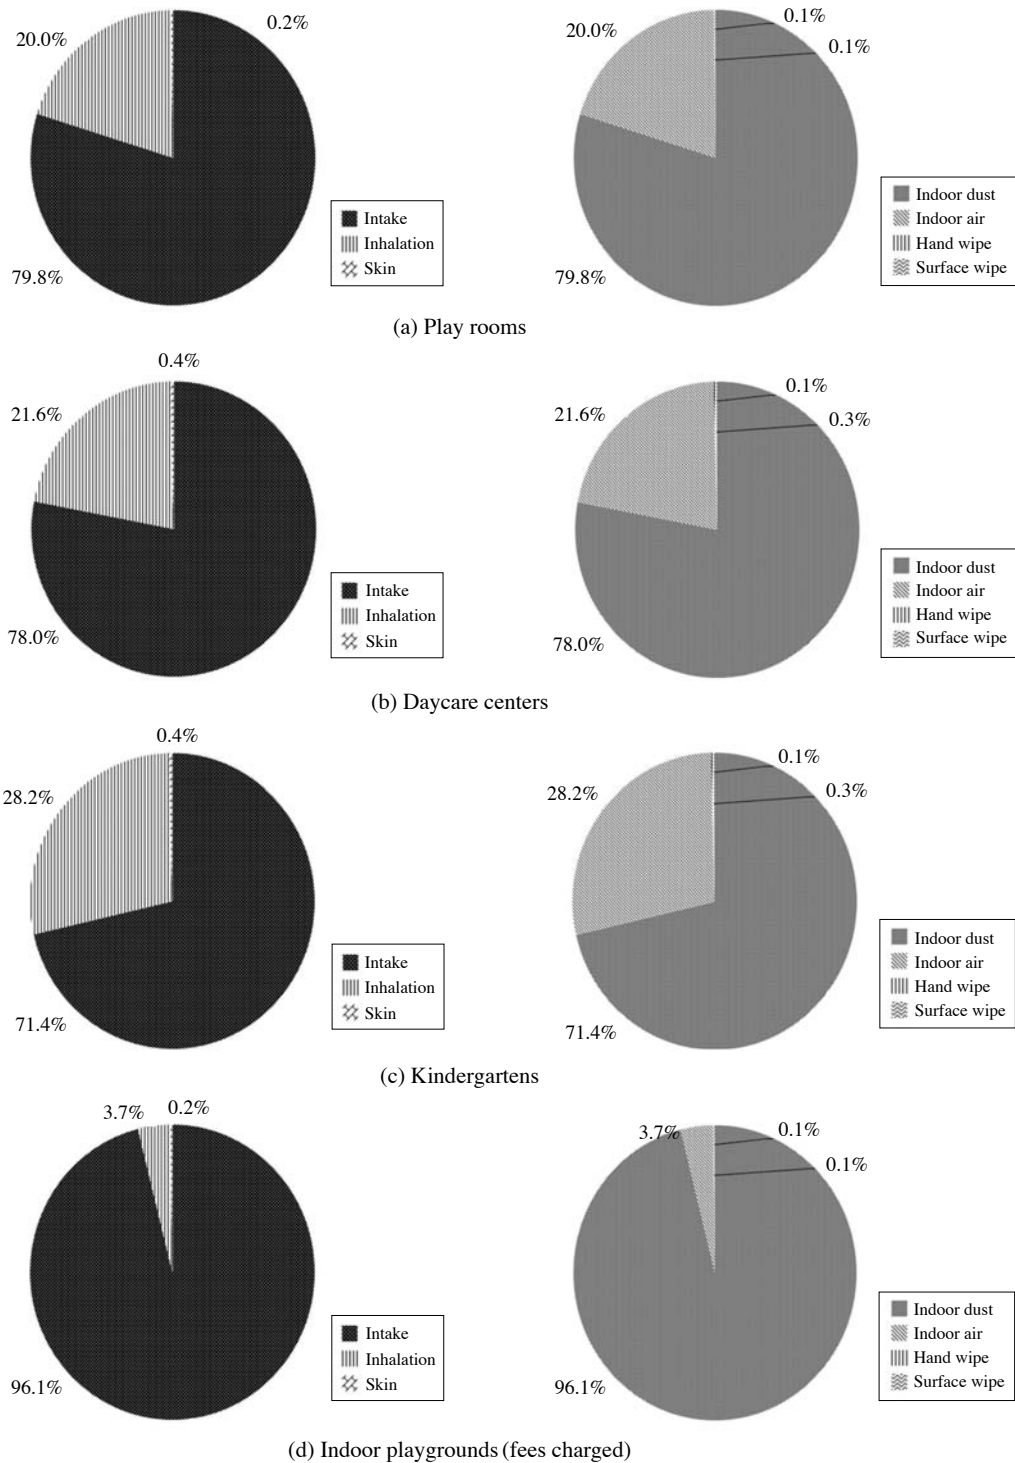 20.0%
0.2%
79.8%
Intake
Inhalation
Skin
20.0%
0.1%
0.1%
79.8%
Indoor dust
Indoor air
Hand wipe
Surface wipe
(a) Play rooms
0.4%
21.6%
78.0%
Intake
Inhalation
Skin
21.6%
0.1%
0.3%
78.0%
Indoor dust
Indoor air
Hand wipe
Surface wipe
(b) Daycare centers
0.4%
28.2%
71.4%
Intake
Inhalation
Skin
28.2%
0.1%
0.3%
71.4%
Indoor dust
Indoor air
Hand wipe
Surface wipe
(c) Kindergartens
3.7%
0.2%
96.1%
Intake
Inhalation
Skin
3.7%
0.1%
0.1%
96.1%
Indoor dust
Indoor air
Hand wipe
Surface wipe
(d) Indoor playgrounds (fees charged)